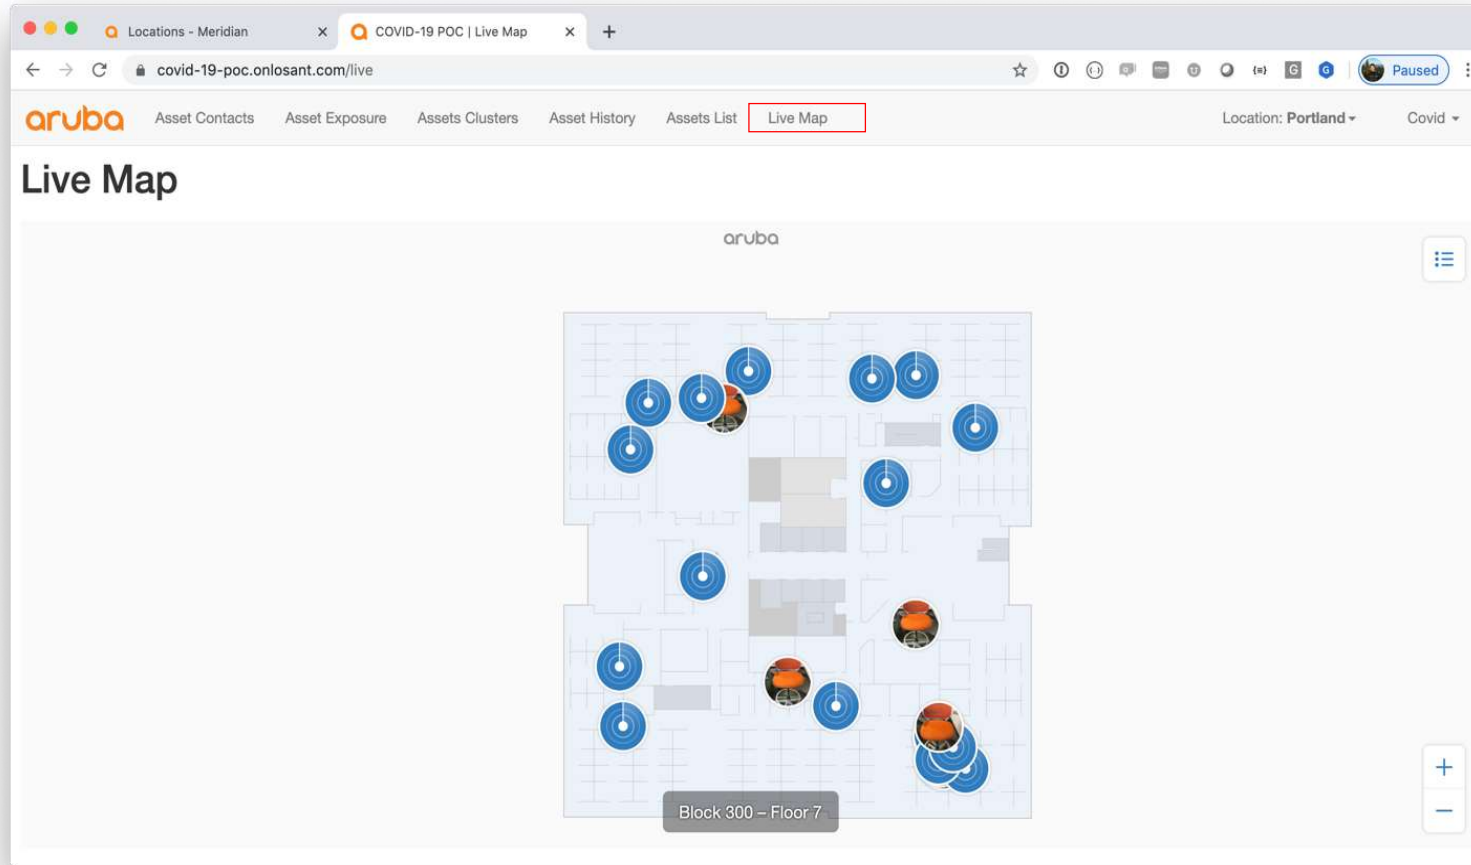 Locations - Meridian
COVID-19 POC | Live Map
covid-19-poc.onlosant.com/live
Paused
aruba
Asset Contacts
Asset Exposure
Assets Clusters
Asset History
Assets List
Live Map
Location: Portland
Covid
Live Map
aruba
Block 300 – Floor 7